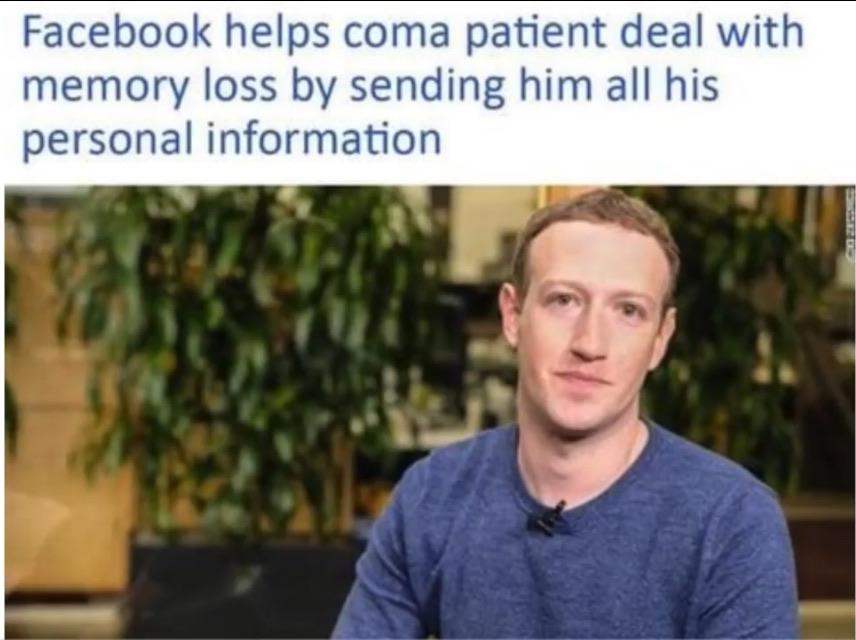 Facebook helps coma patient deal with
memory loss by sending him all his
personal information